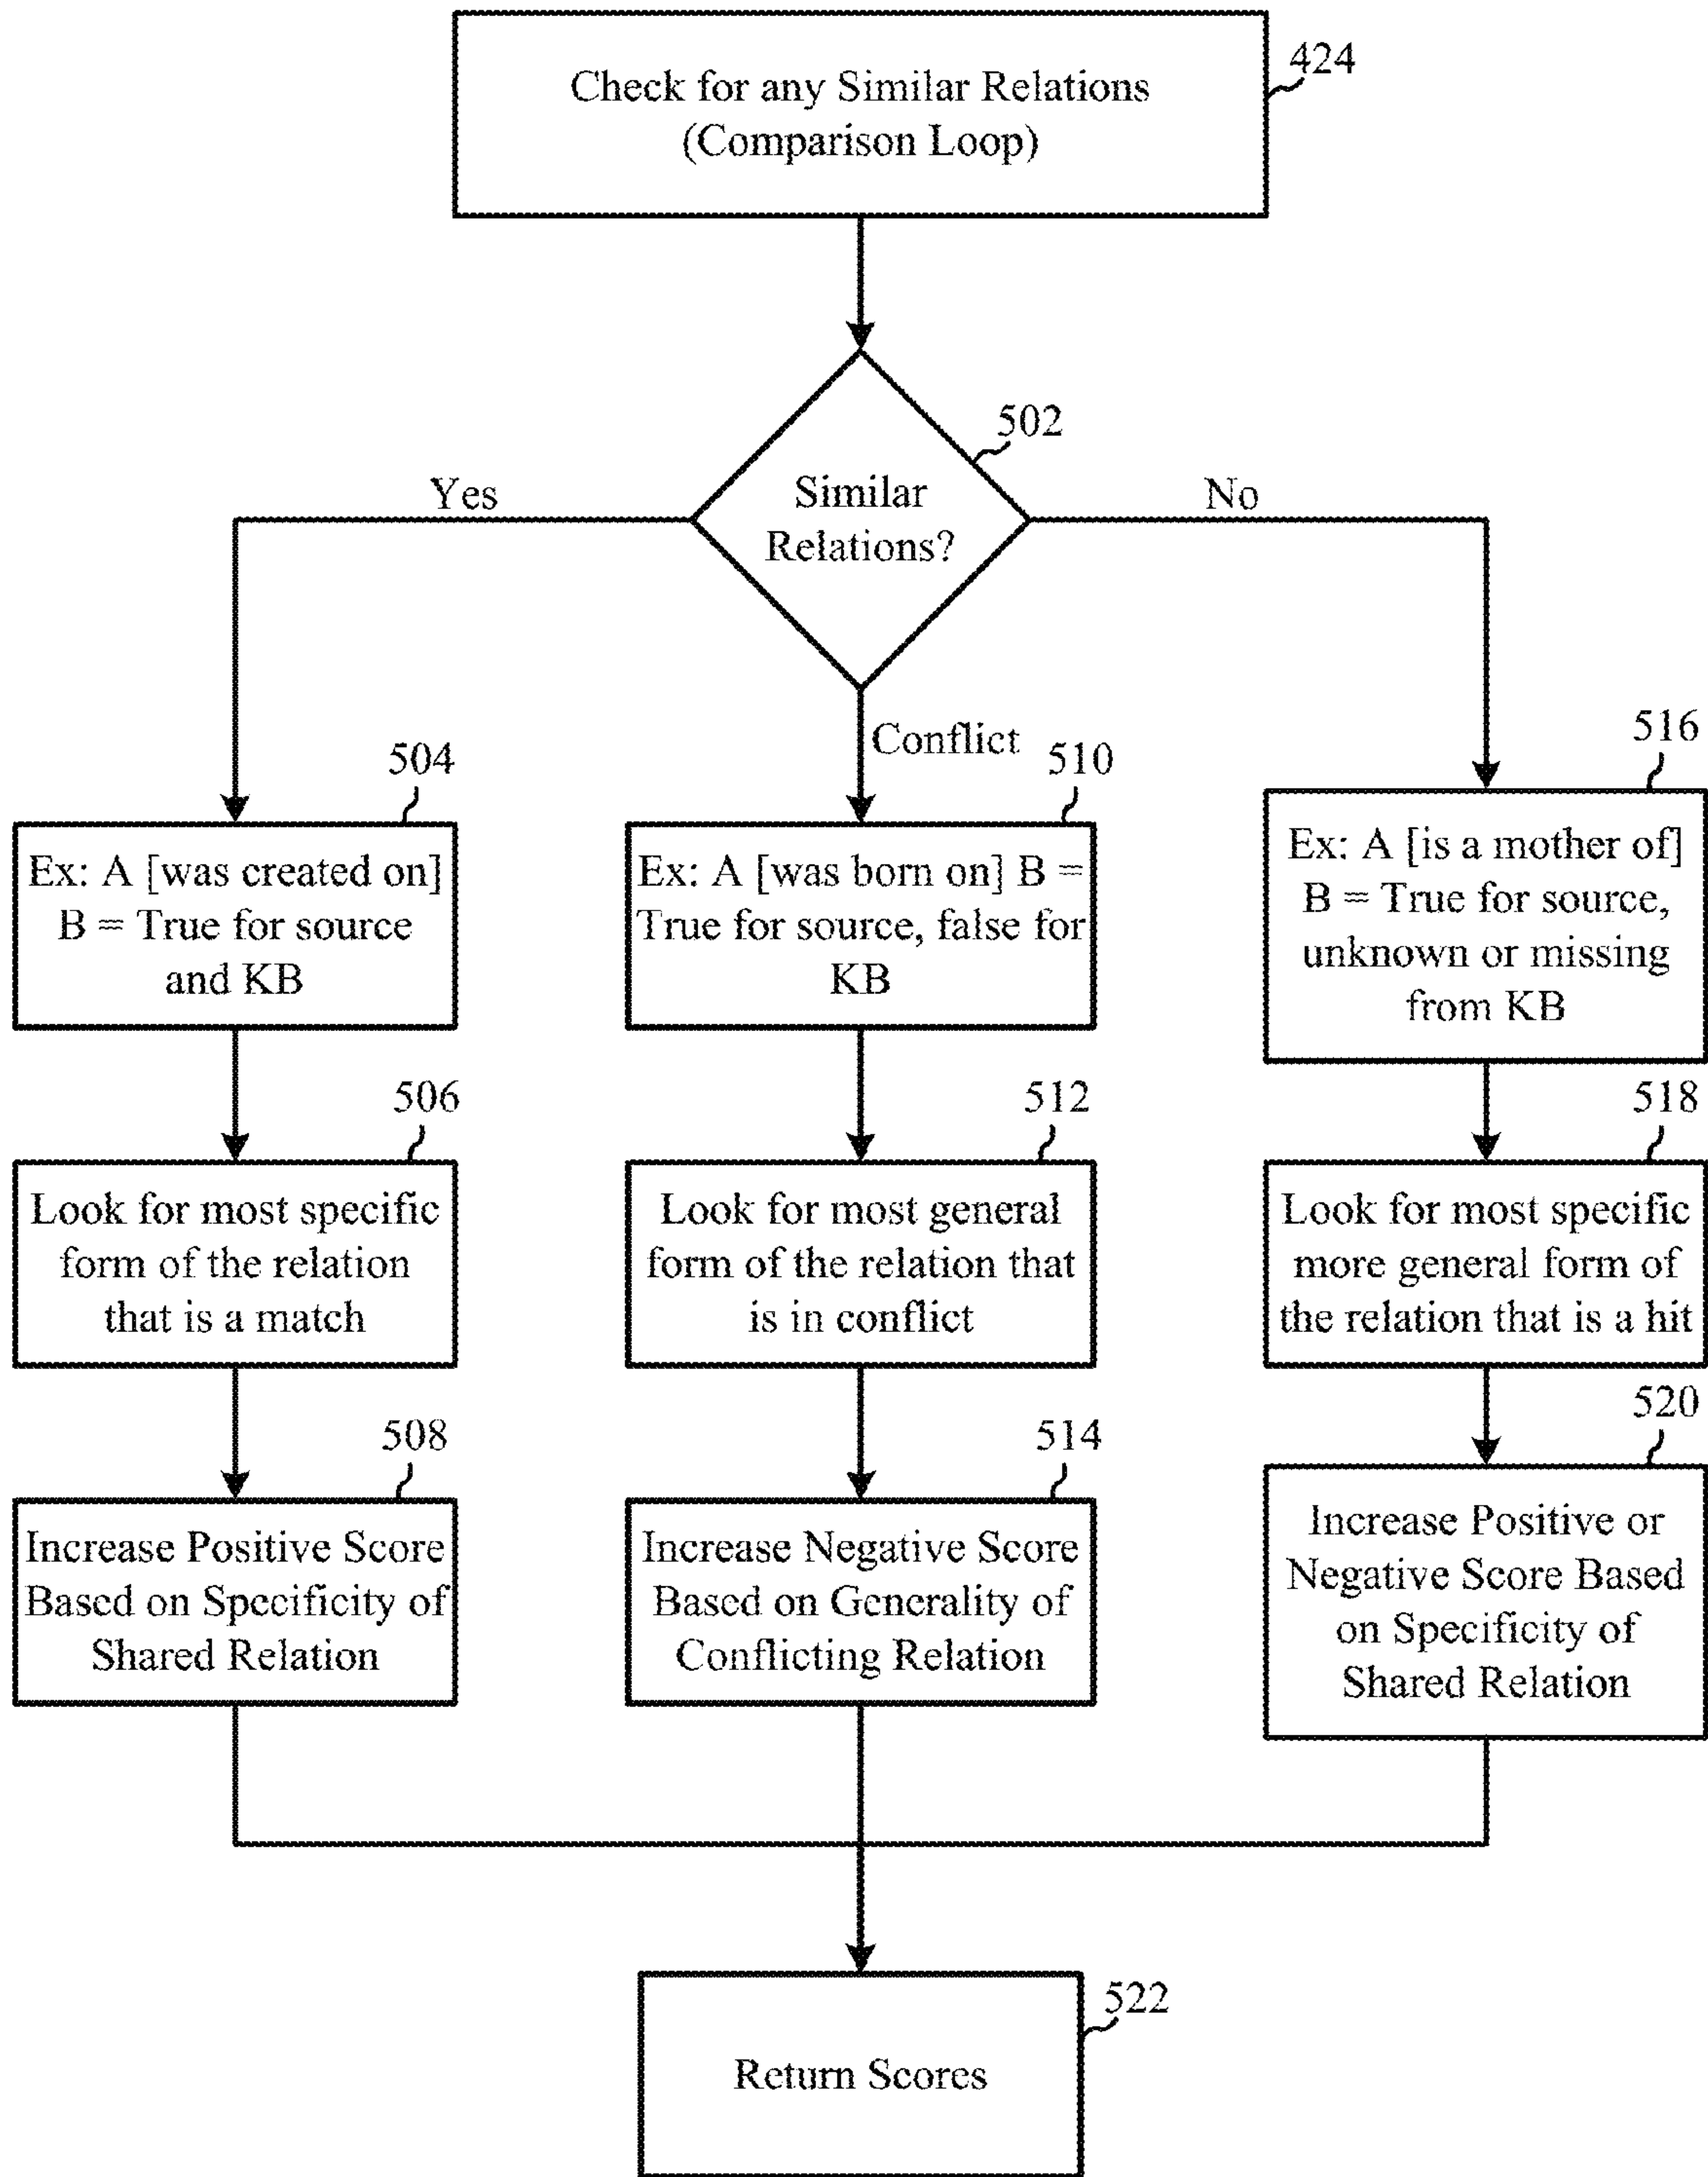 Check for any Similar Relations
(Comparison Loop)
424
502
Similar
Relations?
Yes
No
Conflict
504
Ex: A [was created on]
B = True for source
and KB
510
Ex: A [was born on] B =
True for source, false for
KB
516
Ex: A [is a mother of]
B = True for source,
unknown or missing
from KB
506
Look for most specific
form of the relation
that is a match
512
Look for most general
form of the relation that
is in conflict
518
Look for most specific
more general form of
the relation that is a hit
508
Increase Positive Score
Based on Specificity of
Shared Relation
514
Increase Negative Score
Based on Generality of
Conflicting Relation
520
Increase Positive or
Negative Score Based
on Specificity of
Shared Relation
522
Return Scores